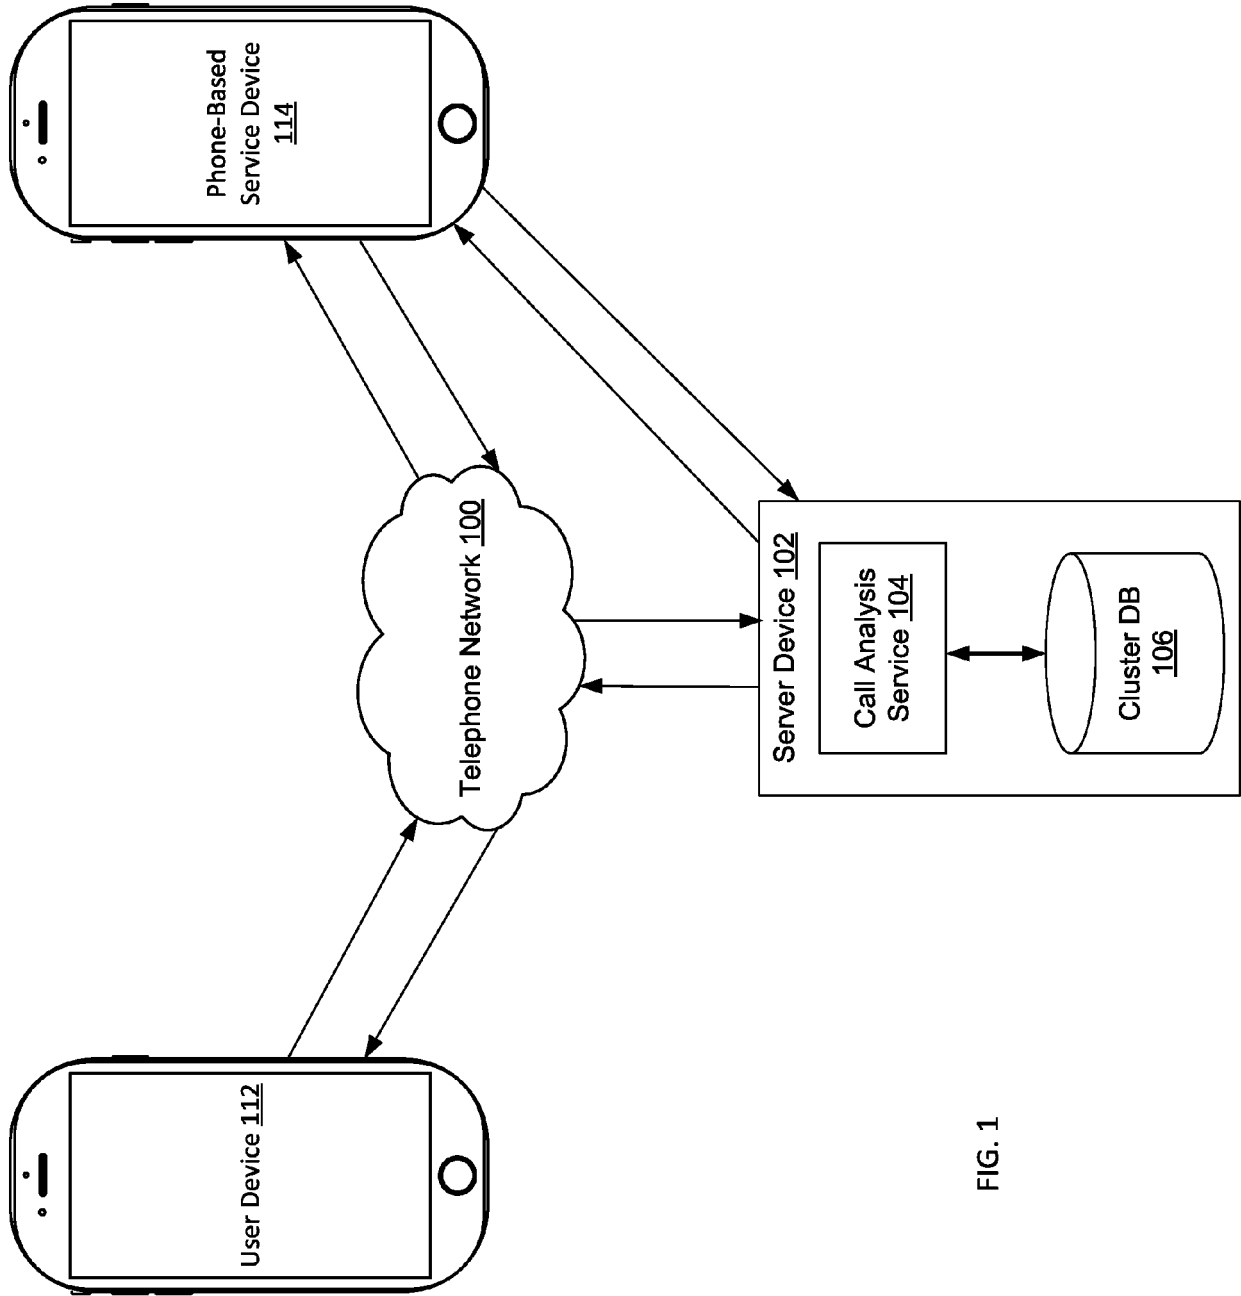 User Device 112
Telephone Network 100
Phone-Based
Service Device
114
Server Device 102
Call Analysis
Service 104
Cluster DB
106
FIG. 1